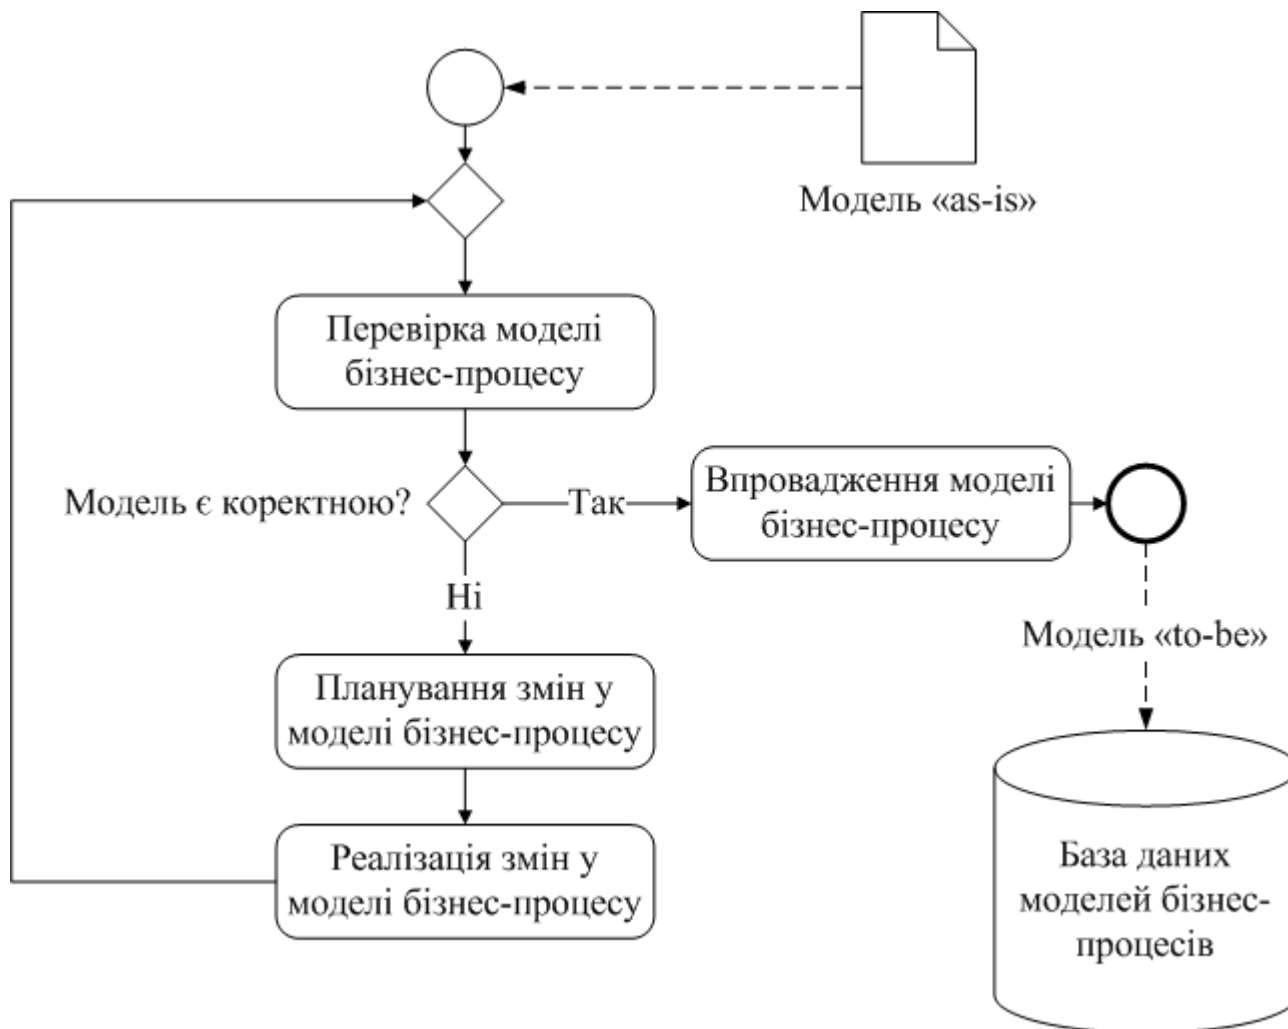 Модель «as-is»
Перевірка моделі
бізнес-процесу
Модель є коректною?
Так
Впровадження моделі
бізнес-процесу
Ні
Модель «to-be»
Планування змін у
моделі бізнес-процесу
Реалізація змін у
моделі бізнес-процесу
База даних
моделей бізнес-
процесів